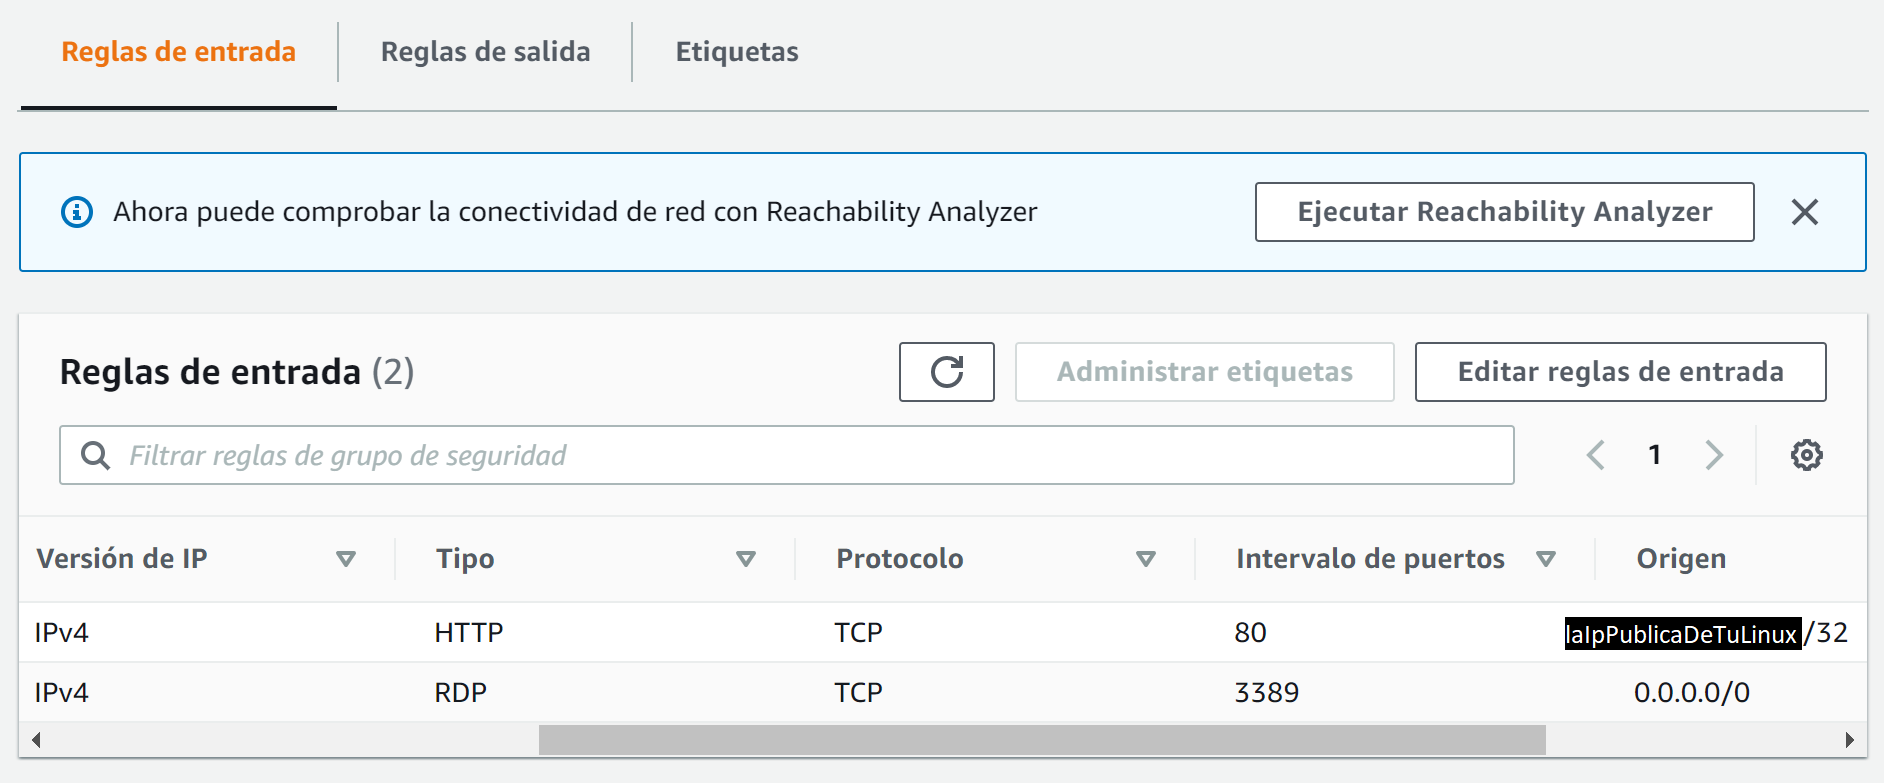 Reglas de entrada Reglas de salida Etiquetas
Ahora puede comprobar la conectividad de red con Reachability Analyzer Ejecutar Reachability Analyzer
Reglas de entrada (2) Administrar etiquetas Editar reglas de entrada
Filtrar reglas de grupo de seguridad 1
Versión de IP Tipo Protocolo Intervalo de puertos Origen
IPv4 HTTP TCP 80 laIpPublicaDeTuLinux/32
IPv4 RDP TCP 3389 0.0.0.0/0